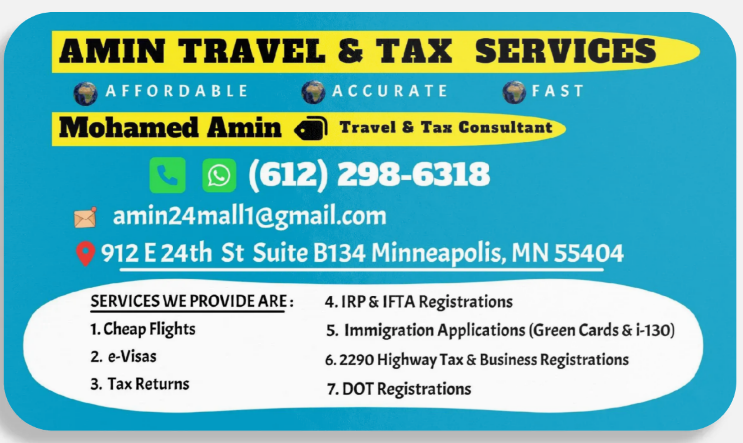 AMIN TRAVEL & TAX SERVICES
AFFORDABLE ACCURATE FAST
Mohamed Amin Travel & Tax Consultant
(612) 298-6318
amin24mall1@gmail.com
912 E 24th St Suite B134 Minneapolis, MN 55404
SERVICES WE PROVIDE ARE:
1. Cheap Flights
2. e-Visas
3. Tax Returns
4. IRP & IFTA Registrations
5. Immigration Applications (Green Cards & i-130)
6. 2290 Highway Tax & Business Registrations
7. DOT Registrations